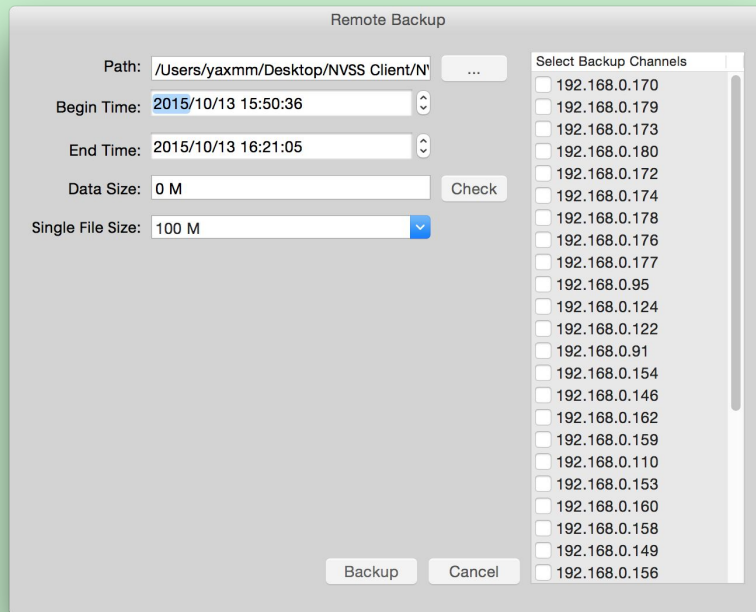 Remote Backup
Path: /Users/yaxmm/Desktop/NVSS Client/N ...
Begin Time: 2015/10/13 15:50:36
End Time: 2015/10/13 16:21:05
Data Size: 0 M Check
Single File Size: 100 M
Select Backup Channels
192.168.0.170
192.168.0.179
192.168.0.173
192.168.0.180
192.168.0.172
192.168.0.174
192.168.0.178
192.168.0.176
192.168.0.177
192.168.0.95
192.168.0.124
192.168.0.122
192.168.0.91
192.168.0.154
192.168.0.146
192.168.0.162
192.168.0.159
192.168.0.110
192.168.0.153
192.168.0.160
192.168.0.158
192.168.0.149
192.168.0.156
Backup Cancel